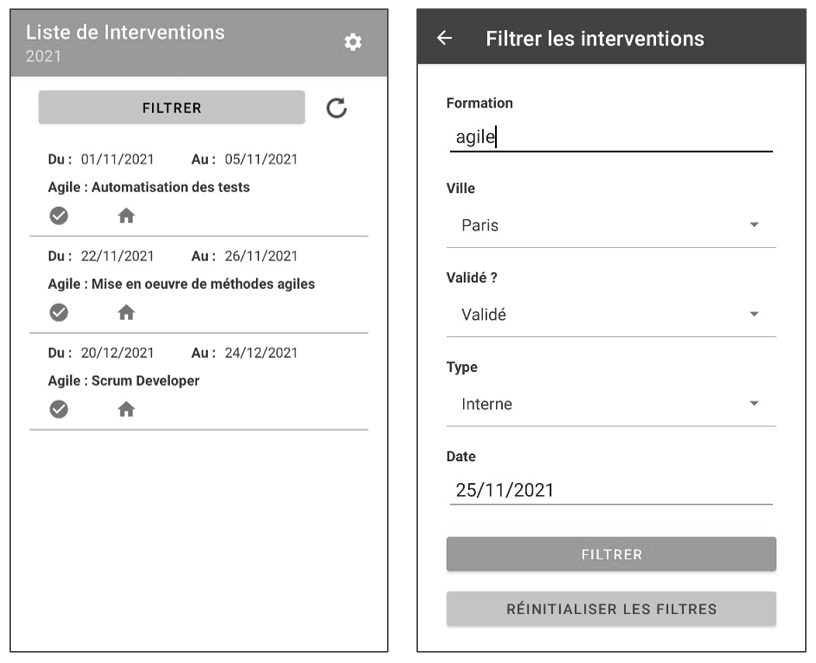 Liste de Interventions
2021
FILTRER
Du : 01/11/2021 Au : 05/11/2021
Agile : Automatisation des tests
Du : 22/11/2021 Au : 26/11/2021
Agile : Mise en oeuvre de méthodes agiles
Du : 20/12/2021 Au : 24/12/2021
Agile : Scrum Developer
Filtrer les interventions
Formation
agile
Ville
Paris
Validé ?
Validé
Type
Interne
Date
25/11/2021
FILTRER
RÉINITIALISER LES FILTRES